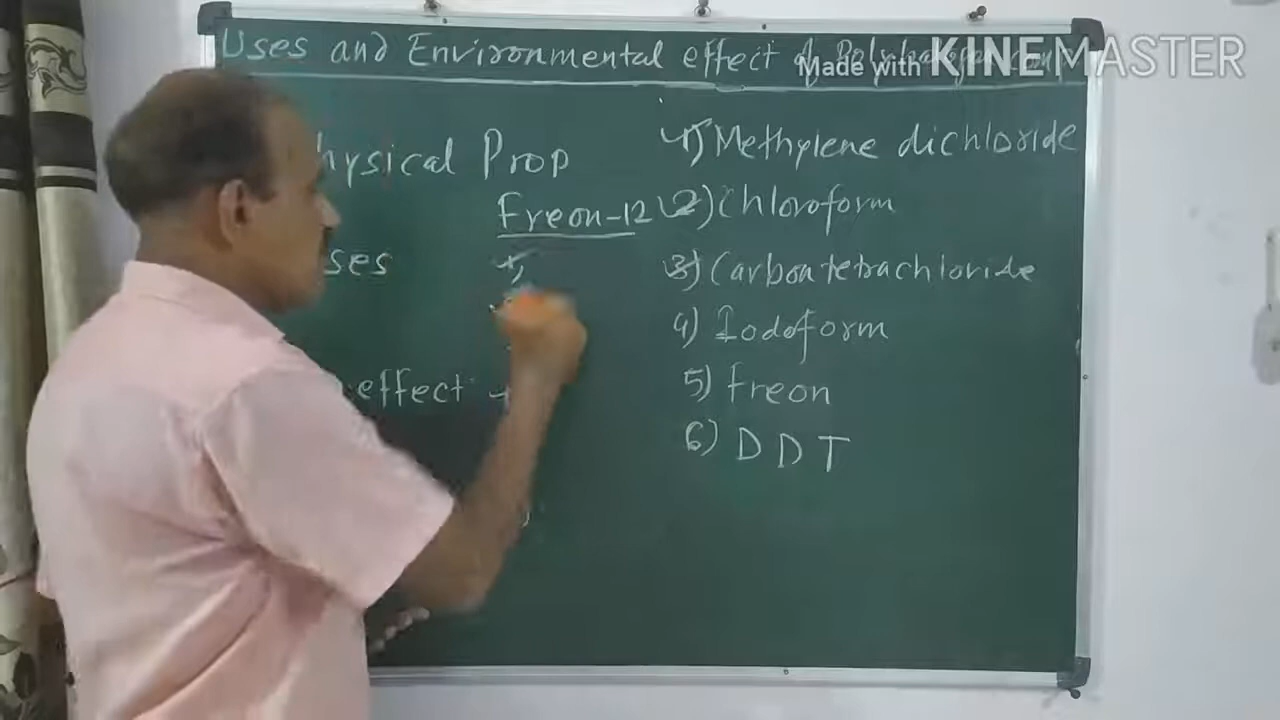 Uses and Environmental effect of
Made with KINEMASTER
hysical Prop
ses
effect
Freon-12
1) Methylene dichloride
2) Chloroform
3) Carbontetrachloride
4) Iodoform
5) freon
6) DDT